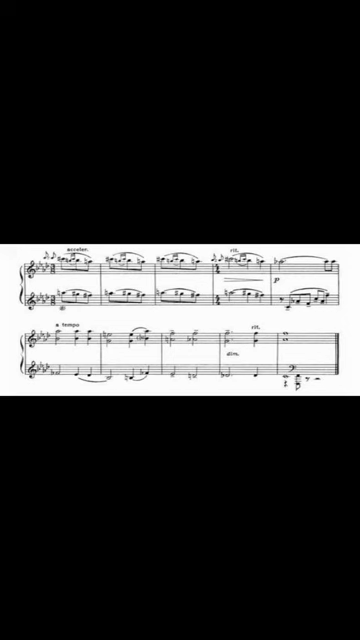 acceler. rit.
p
a tempo rit.
dim.